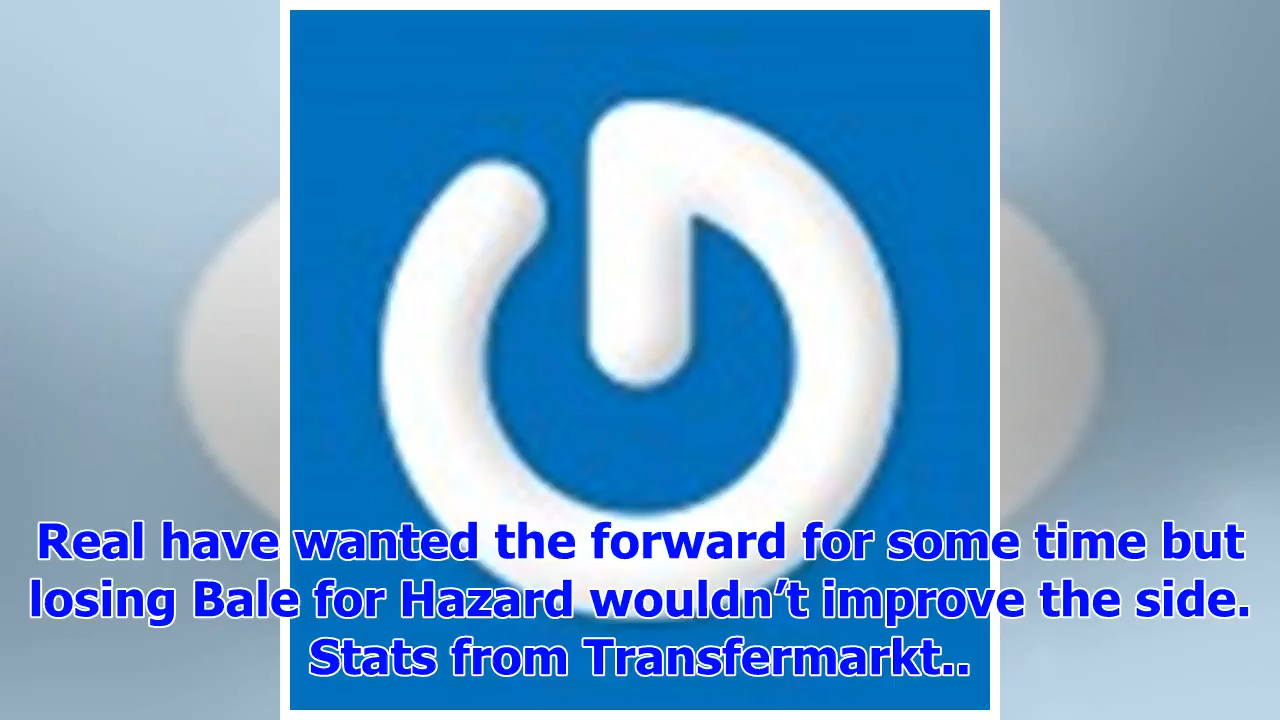 Real have wanted the forward for some time but
losing Bale for Hazard wouldn’t improve the side.
Stats from Transfermarkt..